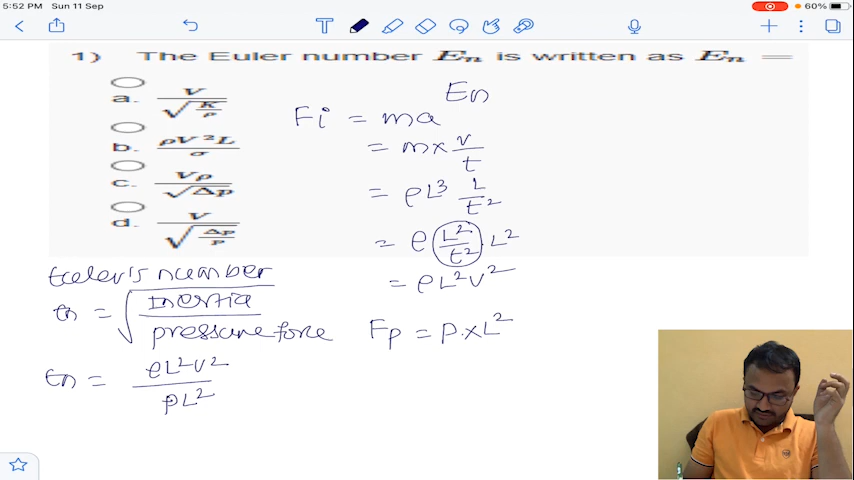 5:52 PM Sun 11 Sep
60%
1) The Euler number En is written as En =
a. V / √(K/ρ)
b. ρV²L / σ
c. Vρ / √Δp
d. V / √(Δp/ρ)
En
Fi = ma
= m × v/t
= ρL³ L/t²
= ρ (L²/t²) · L²
= ρL²V²
Euler's number
En = √(Inertia / pressure force)
Fp = P × L²
En = ρL²V² / PL²